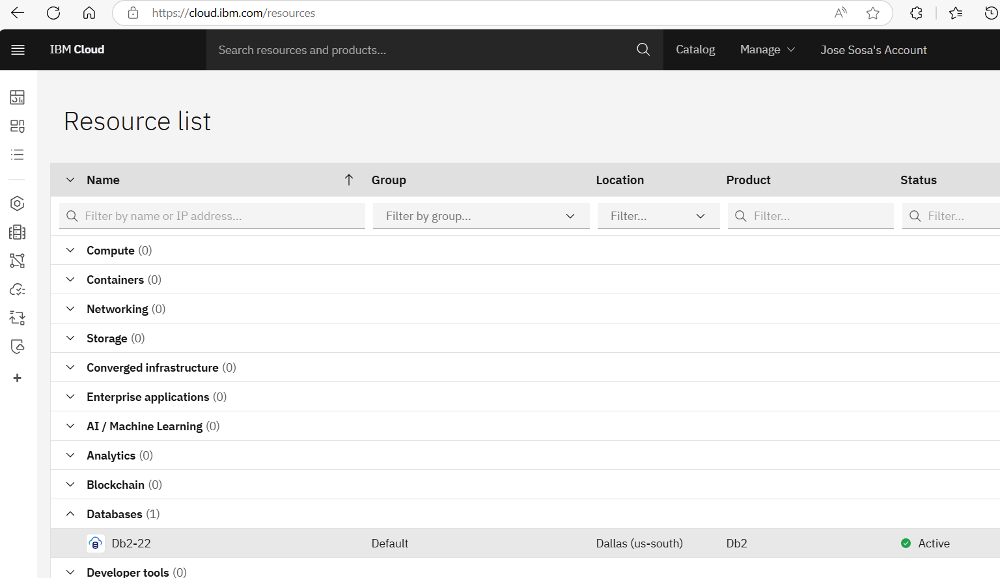 https://cloud.ibm.com/resources
IBM Cloud
Search resources and products...
Catalog
Manage
Jose Sosa's Account
Resource list
Name Group Location Product Status
Filter by name or IP address... Filter by group... Filter... Filter... Filter...
Compute (0)
Containers (0)
Networking (0)
Storage (0)
Converged infrastructure (0)
Enterprise applications (0)
AI / Machine Learning (0)
Analytics (0)
Blockchain (0)
Databases (1)
Db2-22 Default Dallas (us-south) Db2 Active
Developer tools (0)